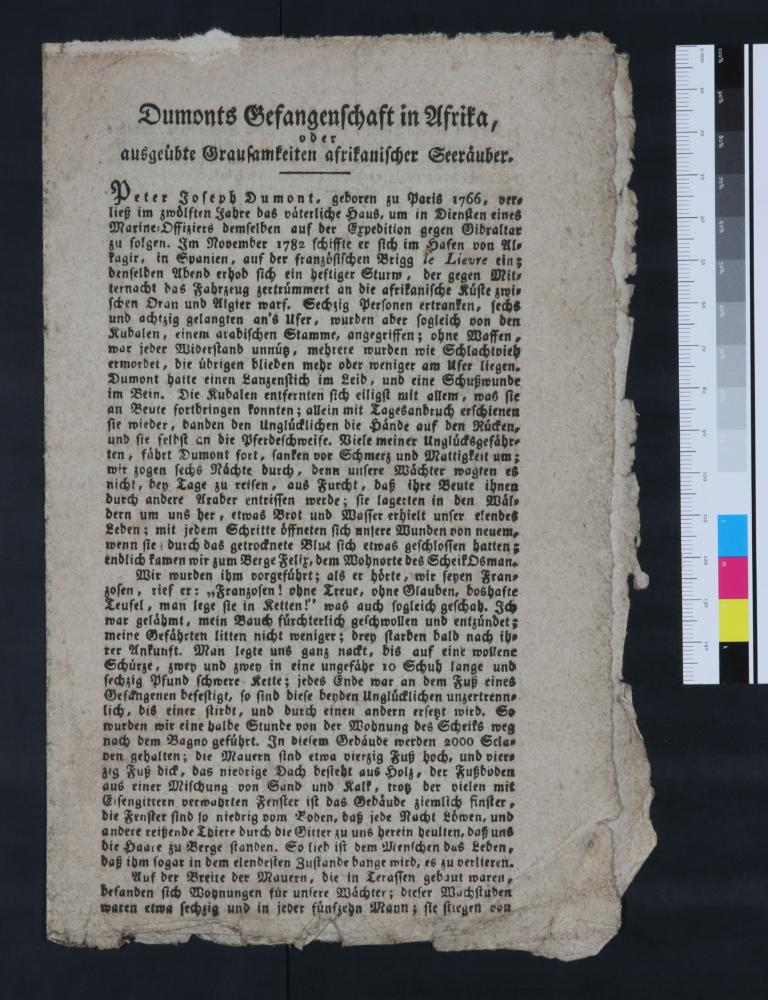 Dumonts Gefangenschaft in Afrika,
oder
ausgeübte Grausamkeiten afrikanischer Seeräuber.
Peter Joseph Dumont, geboren zu Paris 1766, ver-
ließ im zwölften Jahre das väterliche Haus, um in Diensten eines
Marine-Offiziers demselben auf der Expedition gegen Gibraltar
zu folgen. Im November 1782 schiffte er sich im Hafen von Al-
kagir, in Spanien, auf der französischen Brigg le Lievre ein;
denselben Abend erhob sich ein heftiger Sturm, der gegen Mit-
ternacht das Fahrzeug zertrümmert an die afrikanische Küste zwi-
schen Oran und Algier warf. Sechzig Personen ertranken, sechs
und achtzig gelangten an's Ufer, wurden aber sogleich von den
Kubalen, einem arabischen Stamme, angegriffen; ohne Waffen,
war jeder Widerstand unnütz, mehrere wurden wie Schlachtvieh
ermordet, die übrigen blieben mehr oder weniger am Ufer liegen.
Dumont hatte einen Lanzenstich im Leib, und eine Schußwunde
im Bein. Die Kubalen entfernten sich eiligst mit allem, was sie
an Beute fortbringen konnten; allein mit Tagesanbruch erschienen
sie wieder, banden den Unglücklichen die Hände auf den Rücken,
und sie selbst an die Pferdeschweife. Viele meiner Unglücksgefähr-
ten, fährt Dumont fort, sanken vor Schmerz und Mattigkeit um;
wir zogen sechs Nächte durch, denn unsere Wächter wagten es
nicht, bey Tage zu reisen, aus Furcht, daß ihre Beute ihnen
durch andere Araber entrissen werde; sie lagerten in den Wäl-
dern um uns her, etwas Brot und Wasser erhielt unser elendes
Leben; mit jedem Schritte öffneten sich unsere Wunden von neuem,
wenn sie durch das getrocknete Blut sich etwas geschlossen hatten;
endlich kamen wir zum Berge Felix, dem Wohnorte des Scheik Osman.
Wir wurden ihm vorgeführt; als er hörte, wir seyen Fran-
zosen, rief er: „Franzosen! ohne Treue, ohne Glauben, boshafte
Teufel, man lege sie in Ketten!" was auch sogleich geschah. Ich
war gelähmt, mein Bauch fürchterlich geschwollen und entzündet;
meine Gefährten litten nicht weniger; drey starben bald nach ih-
rer Ankunft. Man legte uns ganz nackt, bis auf eine wollene
Schürze, zwey und zwey in eine ungefähr 10 Schuh lange und
sechzig Pfund schwere Kette; jedes Ende war an dem Fuß eines
Gefangenen befestigt, so sind diese beyden Unglücklichen unzertrenn-
lich, bis einer stirbt, und durch einen andern ersetzt wird. So
wurden wir eine halbe Stunde von der Wohnung des Scheiks weg
nach dem Bagno geführt. In diesem Gebäude werden 2000 Scla-
ven gehalten; die Mauern sind etwa vierzig Fuß hoch, und vier-
zig Fuß dick, das niedrige Dach besteht aus Holz, der Fußboden
aus einer Mischung von Sand und Kalk, trotz der vielen mit
Eisengittern verwahrten Fenster ist das Gebäude ziemlich finster,
die Fenster sind so niedrig vom Boden, daß jede Nacht Löwen, und
andere reißende Thiere durch die Gitter zu uns herein heulten, daß uns
die Haare zu Berge standen. So lieb ist dem Menschen das Leben,
daß ihm sogar in dem elendesten Zustande bange wird, es zu verlieren.
Auf der Breite der Mauern, die in Terassen gebaut waren,
befanden sich Wohnungen für unsere Wächter; dieser Wachstuben
waren etwa sechzig und in jeder fünfzehn Mann; sie stiegen von